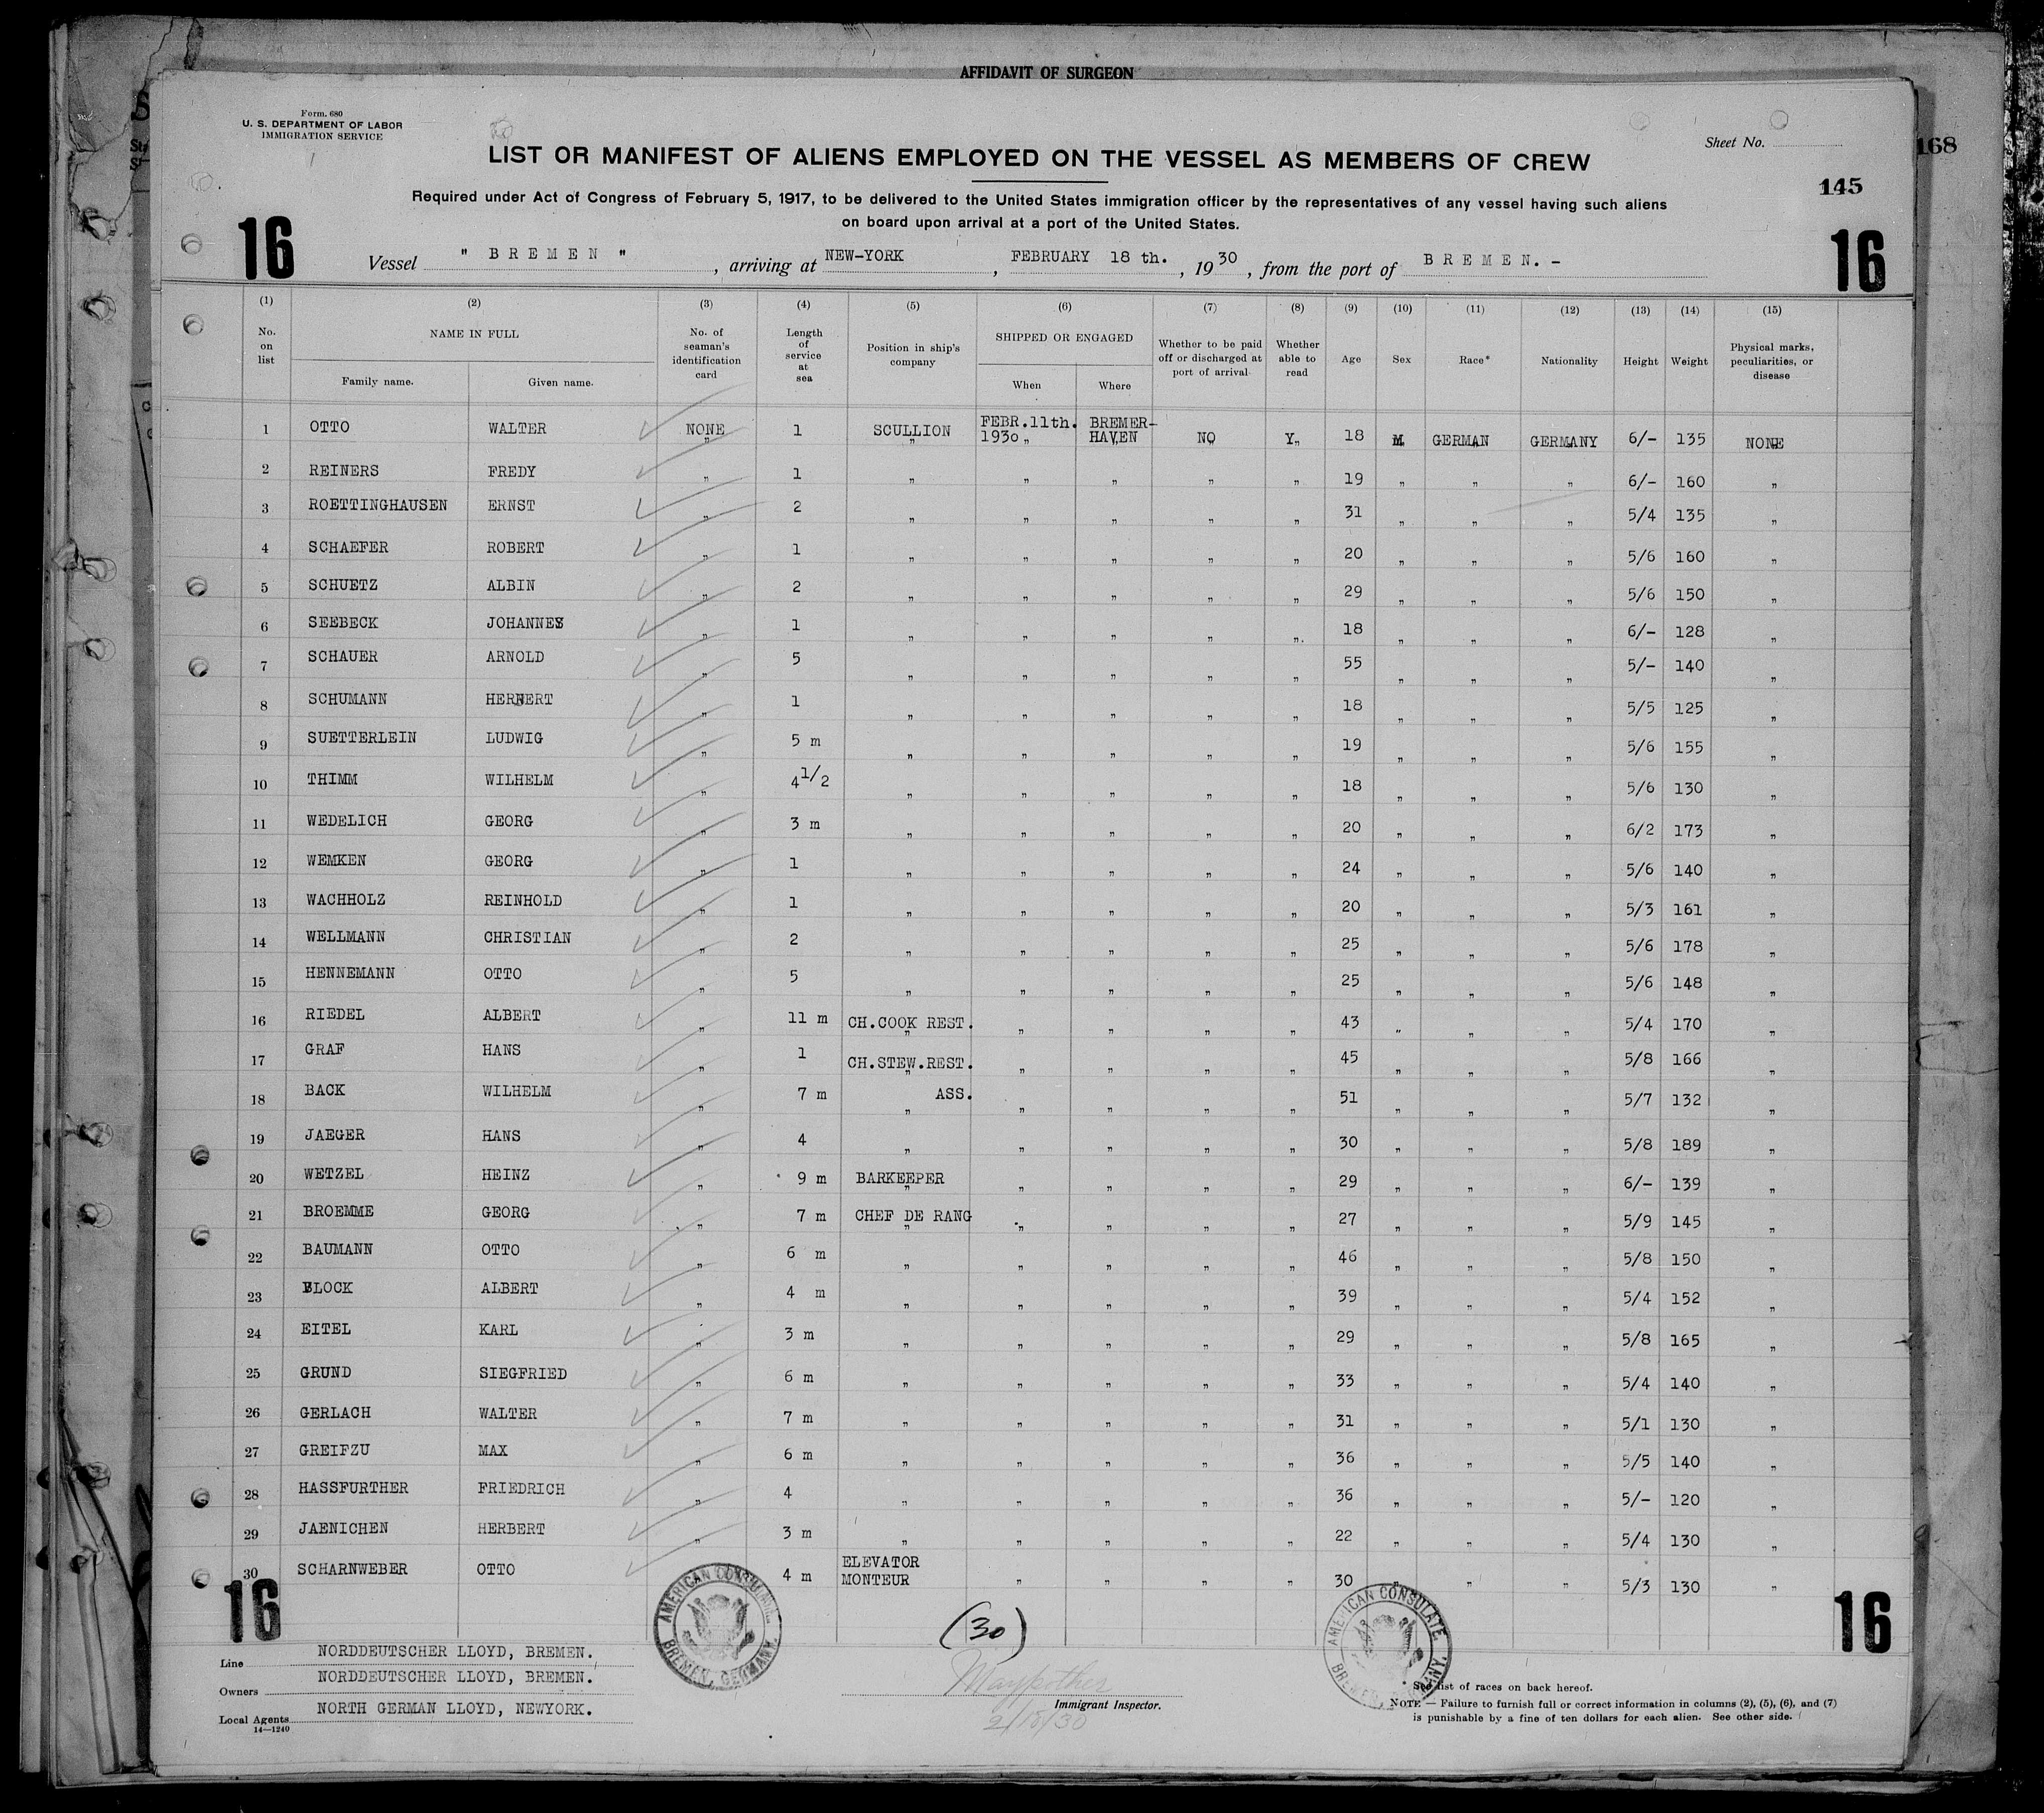 AFFIDAVIT OF SURGEON
Form. 680
U. S. DEPARTMENT OF LABOR
IMMIGRATION SERVICE
Sheet No.
168
LIST OR MANIFEST OF ALIENS EMPLOYED ON THE VESSEL AS MEMBERS OF CREW
145
Required under Act of Congress of February 5, 1917, to be delivered to the United States immigration officer by the representatives of any vessel having such aliens
on board upon arrival at a port of the United States.
16 16
Vessel " BREMEN " , arriving at NEW-YORK , FEBRUARY 18 th. , 1930 , from the port of BREMEN. -
(1) (2) (3) (4) (5) (6) (7) (8) (9) (10) (11) (12) (13) (14) (15)
No. on list NAME IN FULL Family name. Given name. No. of seaman's identification card Length of service at sea Position in ship's company SHIPPED OR ENGAGED When Where Whether to be paid off or discharged at port of arrival Whether able to read Age Sex Race* Nationality Height Weight Physical marks, peculiarities, or disease
1 OTTO WALTER NONE 1 SCULLION FEBR.11th. 1930 BREMER-HAVEN NO Y 18 M GERMAN GERMANY 6/- 135 NONE
2 REINERS FREDY " 1 " " " " " 19 " " " 6/- 160 "
3 ROETTINGHAUSEN ERNST " 2 " " " " " 31 " " " 5/4 135 "
4 SCHAEFER ROBERT " 1 " " " " " 20 " " " 5/6 160 "
5 SCHUETZ ALBIN " 2 " " " " " 29 " " " 5/6 150 "
6 SEEBECK JOHANNES " 1 " " " " " 18 " " " 6/- 128 "
7 SCHAUER ARNOLD " 5 " " " " " 55 " " " 5/- 140 "
8 SCHUMANN HERBERT " 1 " " " " " 18 " " " 5/5 125 "
9 SUETTERLEIN LUDWIG " 5 m " " " " " 19 " " " 5/6 155 "
10 THIMM WILHELM " 4 1/2 " " " " " 18 " " " 5/6 130 "
11 WEDELICH GEORG " 3 m " " " " " 20 " " " 6/2 173 "
12 WEMKEN GEORG " 1 " " " " " 24 " " " 5/6 140 "
13 WACHHOLZ REINHOLD " 1 " " " " " 20 " " " 5/3 161 "
14 WELLMANN CHRISTIAN " 2 " " " " " 25 " " " 5/6 178 "
15 HENNEMANN OTTO " 5 " " " " " 25 " " " 5/6 148 "
16 RIEDEL ALBERT " 11 m CH.COOK REST. " " " " 43 " " " 5/4 170 "
17 GRAF HANS " 1 CH.STEW.REST. " " " " 45 " " " 5/8 166 "
18 BACK WILHELM " 7 m " ASS. " " " " 51 " " " 5/7 132 "
19 JAEGER HANS " 4 " " " " " 30 " " " 5/8 189 "
20 WETZEL HEINZ " 9 m BARKEEPER " " " " 29 " " " 6/- 139 "
21 BROEMME GEORG " 7 m CHEF DE RANG " " " " 27 " " " 5/9 145 "
22 BAUMANN OTTO " 6 m " " " " " 46 " " " 5/8 150 "
23 BLOCK ALBERT " 4 m " " " " " 39 " " " 5/4 152 "
24 EITEL KARL " 3 m " " " " " 29 " " " 5/8 165 "
25 GRUND SIEGFRIED " 6 m " " " " " 33 " " " 5/4 140 "
26 GERLACH WALTER " 7 m " " " " " 31 " " " 5/1 130 "
27 GREIFZU MAX " 6 m " " " " " 36 " " " 5/5 140 "
28 HASSFURTHER FRIEDRICH " 4 " " " " " 36 " " " 5/- 120 "
29 JAENICHEN HERBERT " 3 m " " " " " 22 " " " 5/4 130 "
30 SCHARNWEBER OTTO 4 m ELEVATOR MONTEUR " " " " 30 " " " 5/3 130 "
16 16
AMERICAN CONSULATE BREMEN, GERMANY.
(30)
AMERICAN CONSULATE, BREMEN, GERMANY.
Line NORDDEUTSCHER LLOYD, BREMEN.
Owners NORDDEUTSCHER LLOYD, BREMEN.
Local Agents NORTH GERMAN LLOYD, NEWYORK.
14—1240
Immigrant Inspector.
2/18/30
* See list of races on back hereof.
NOTE — Failure to furnish full or correct information in columns (2), (5), (6), and (7)
is punishable by a fine of ten dollars for each alien. See other side.